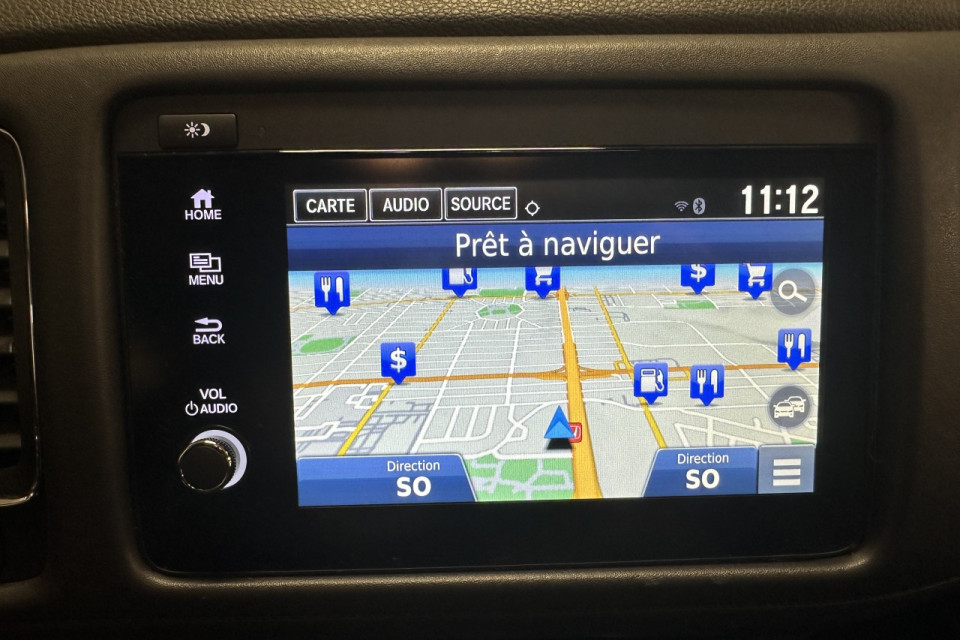 HOME
MENU
BACK
VOL
AUDIO
CARTE AUDIO SOURCE 11:12
Prêt à naviguer
$
$
Direction
SO
Direction
SO